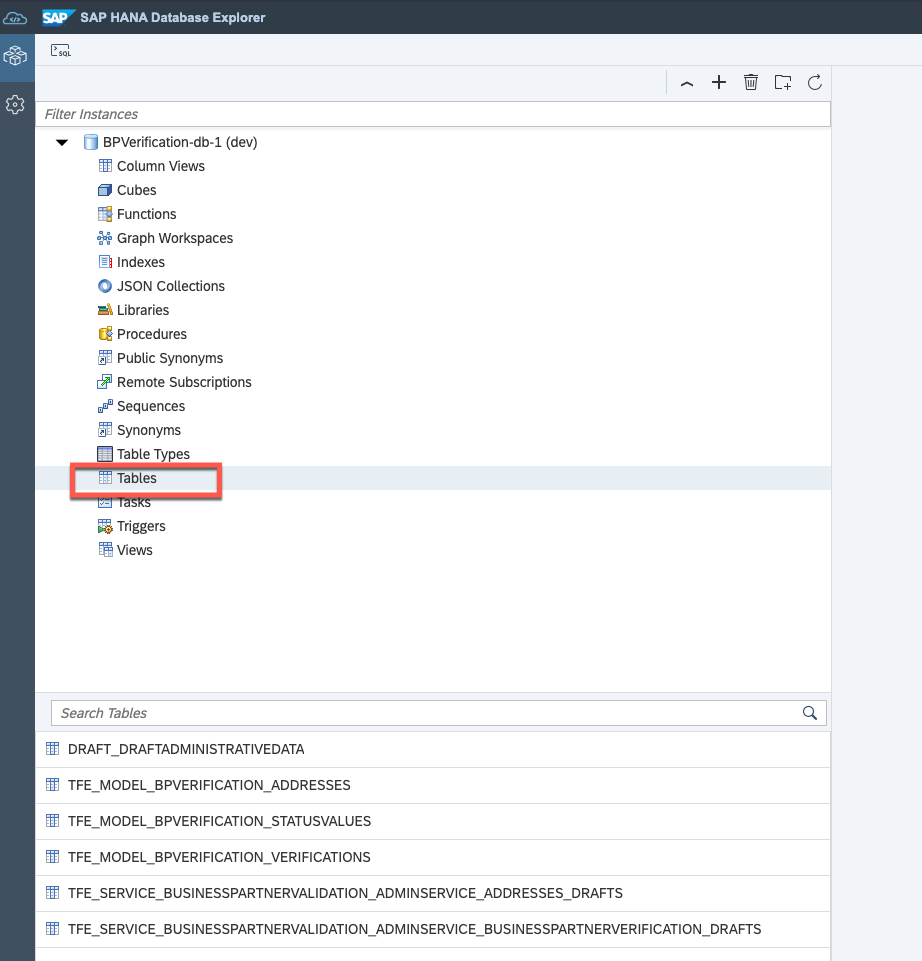 SAP SAP HANA Database Explorer
SQL
Filter Instances
BPVerification-db-1 (dev)
Column Views
Cubes
Functions
Graph Workspaces
Indexes
JSON Collections
Libraries
Procedures
Public Synonyms
Remote Subscriptions
Sequences
Synonyms
Table Types
Tables
Tasks
Triggers
Views
Search Tables
DRAFT_DRAFTADMINISTRATIVEDATA
TFE_MODEL_BPVERIFICATION_ADDRESSES
TFE_MODEL_BPVERIFICATION_STATUSVALUES
TFE_MODEL_BPVERIFICATION_VERIFICATIONS
TFE_SERVICE_BUSINESSPARTNERVALIDATION_ADMINSERVICE_ADDRESSES_DRAFTS
TFE_SERVICE_BUSINESSPARTNERVALIDATION_ADMINSERVICE_BUSINESSPARTNERVERIFICATION_DRAFTS